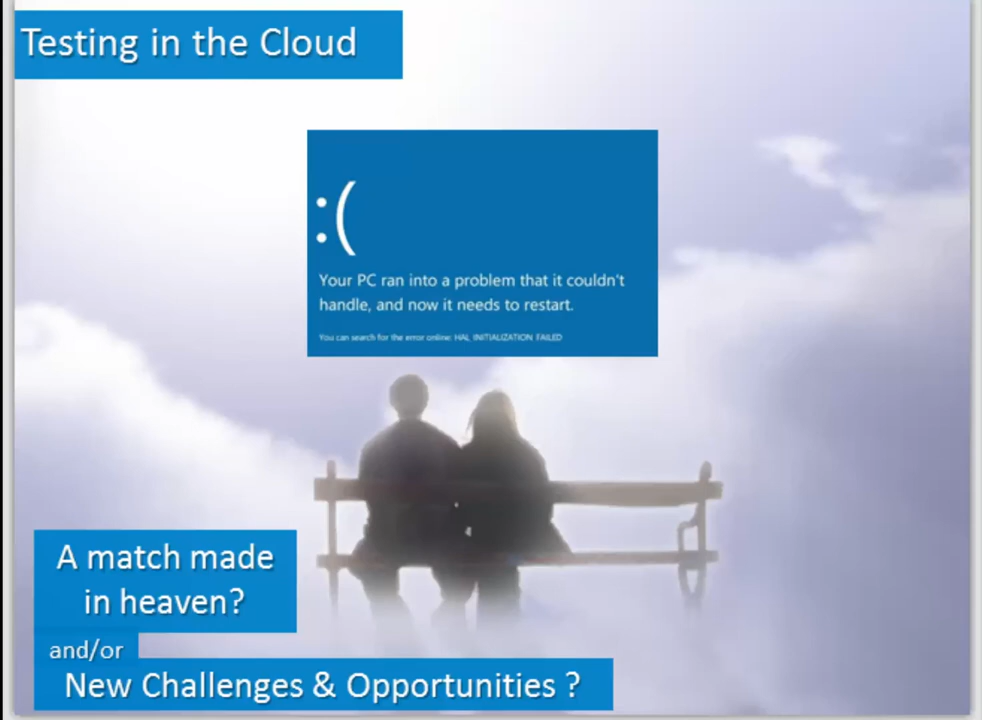 Testing in the Cloud
:(
Your PC ran into a problem that it couldn't
handle, and now it needs to restart.
You can search for the error online: HAL INITIALIZATION FAILED
A match made
in heaven?
and/or
New Challenges & Opportunities ?